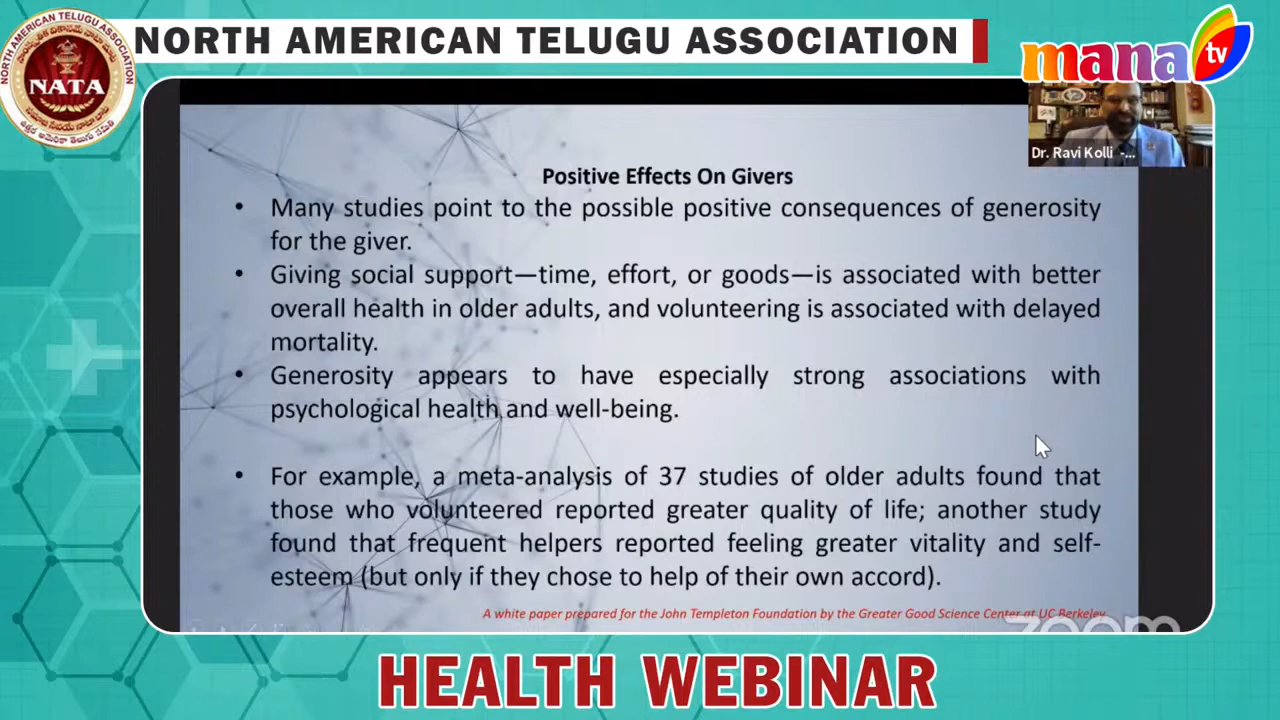 NORTH AMERICAN TELUGU ASSOCIATION
NORTH AMERICAN TELUGU ASSOCIATION
NATA
mana
tv
Dr. Ravi Kolli -...
Positive Effects On Givers
• Many studies point to the possible positive consequences of generosity
for the giver.
• Giving social support—time, effort, or goods—is associated with better
overall health in older adults, and volunteering is associated with delayed
mortality.
• Generosity appears to have especially strong associations with
psychological health and well-being.
• For example, a meta-analysis of 37 studies of older adults found that
those who volunteered reported greater quality of life; another study
found that frequent helpers reported feeling greater vitality and self-
esteem (but only if they chose to help of their own accord).
A white paper prepared for the John Templeton Foundation by the Greater Good Science Center at UC Berkeley
zoom
HEALTH WEBINAR